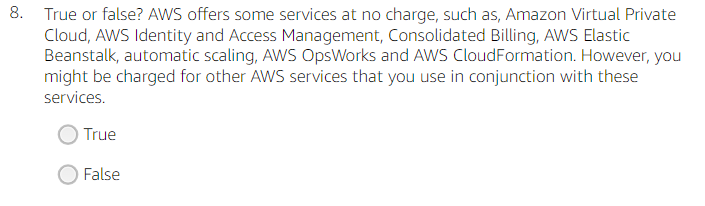 8. True or false? AWS offers some services at no charge, such as, Amazon Virtual Private
Cloud, AWS Identity and Access Management, Consolidated Billing, AWS Elastic
Beanstalk, automatic scaling, AWS OpsWorks and AWS CloudFormation. However, you
might be charged for other AWS services that you use in conjunction with these
services.
True
False